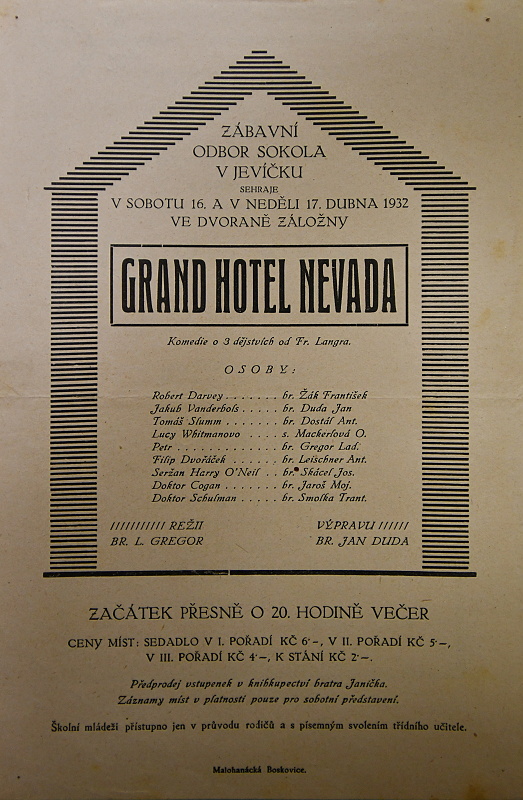 ZÁBAVNÍ
ODBOR SOKOLA
V JEVÍČKU
SEHRAJE
V SOBOTU 16. A V NEDĚLI 17. DUBNA 1932
VE DVORANĚ ZÁLOŽNY
GRAND HOTEL NEVADA
Komedie o 3 dějstvích od Fr. Langra.
OSOBY:
Robert Darvey . . . . . . . br. Žák František
Jakub Vanderhols . . . . . br. Duda Jan
Tomáš Slumm . . . . . . . br. Dostál Ant.
Lucy Whitmanovo . . . . s. Mackerlová O.
Petr . . . . . . . . . . . . . br. Gregor Lad.
Filip Dvořáček . . . . . . br. Leischner Ant.
Seržan Harry O'Neil . . br. Skácel Jos.
Doktor Cogan . . . . . . . br. Jaroš Moj.
Doktor Schulman . . . . . br. Smolka Trant.
/////////// REŽII VÝPRAVU //////
BR. L. GREGOR BR. JAN DUDA
ZAČÁTEK PŘESNĚ O 20. HODINĚ VEČER
CENY MÍST: SEDADLO V I. POŘADÍ KČ 6·–, V II. POŘADÍ KČ 5·–,
V III. POŘADÍ KČ 4·–, K STÁNÍ KČ 2·–.
Předprodej vstupenek v knihkupectví bratra Janíčka.
Záznamy míst v platnosti pouze pro sobotní představení.
Školní mládeži přístupno jen v průvodu rodičů a s písemným svolením třídního učitele.
Malohanácká Boskovice.